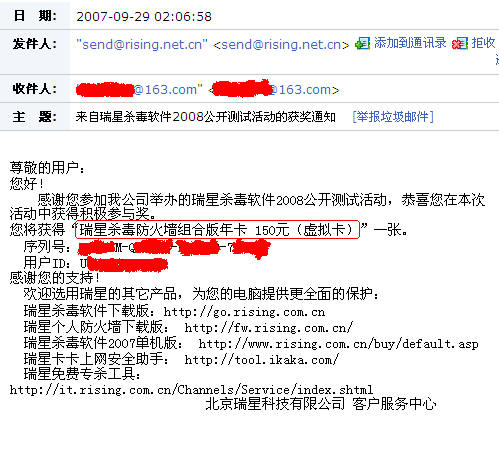 日 期： 2007-09-29 02:06:58
发件人： "send@rising.net.cn" <send@rising.net.cn> 添加到通讯录 拒收
收件人： @163.com" < @163.com>
主 题： 来自瑞星杀毒软件2008公开测试活动的获奖通知 [举报垃圾邮件]
尊敬的用户：
您好！
感谢您参加我公司举办的瑞星杀毒软件2008公开测试活动，恭喜您在本次
活动中获得积极参与奖。
您将获得“瑞星杀毒防火墙组合版年卡 150元（虚拟卡）”一张。
序列号： M-Q - -7
用户ID：U
感谢您的支持！
欢迎选用瑞星的其它产品，为您的电脑提供更全面的保护：
瑞星杀毒软件下载版：http://go.rising.com.cn
瑞星个人防火墙下载版： http://fw.rising.com.cn/
瑞星杀毒软件2007单机版： http://www.rising.com.cn/buy/default.asp
瑞星卡卡上网安全助手： http://tool.ikaka.com/
瑞星免费专杀工具：
http://it.rising.com.cn/Channels/Service/index.shtml
北京瑞星科技有限公司 客户服务中心